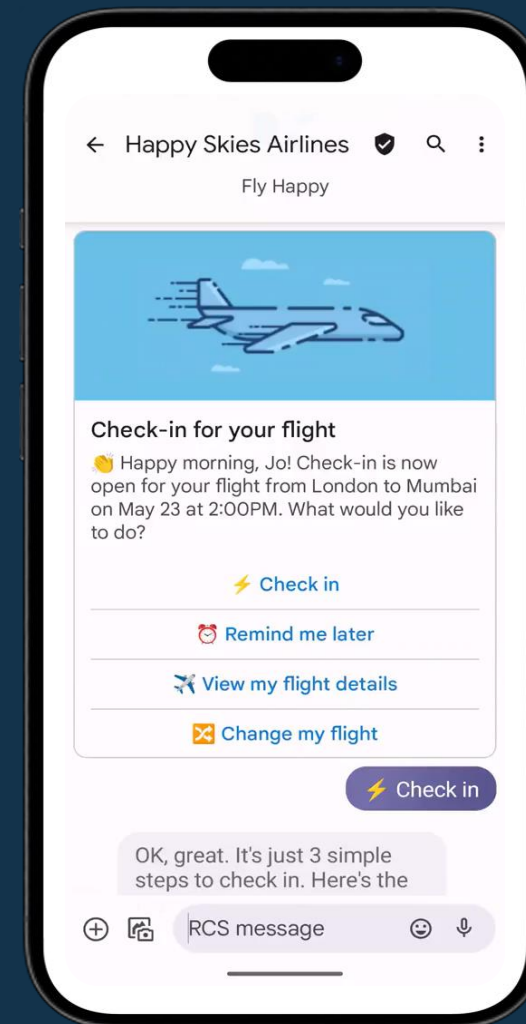 Happy Skies Airlines
Fly Happy
Check-in for your flight
👏 Happy morning, Jo! Check-in is now
open for your flight from London to Mumbai
on May 23 at 2:00PM. What would you like
to do?
⚡ Check in
⏰ Remind me later
✈️ View my flight details
🔀 Change my flight
⚡ Check in
OK, great. It's just 3 simple
steps to check in. Here's the
RCS message